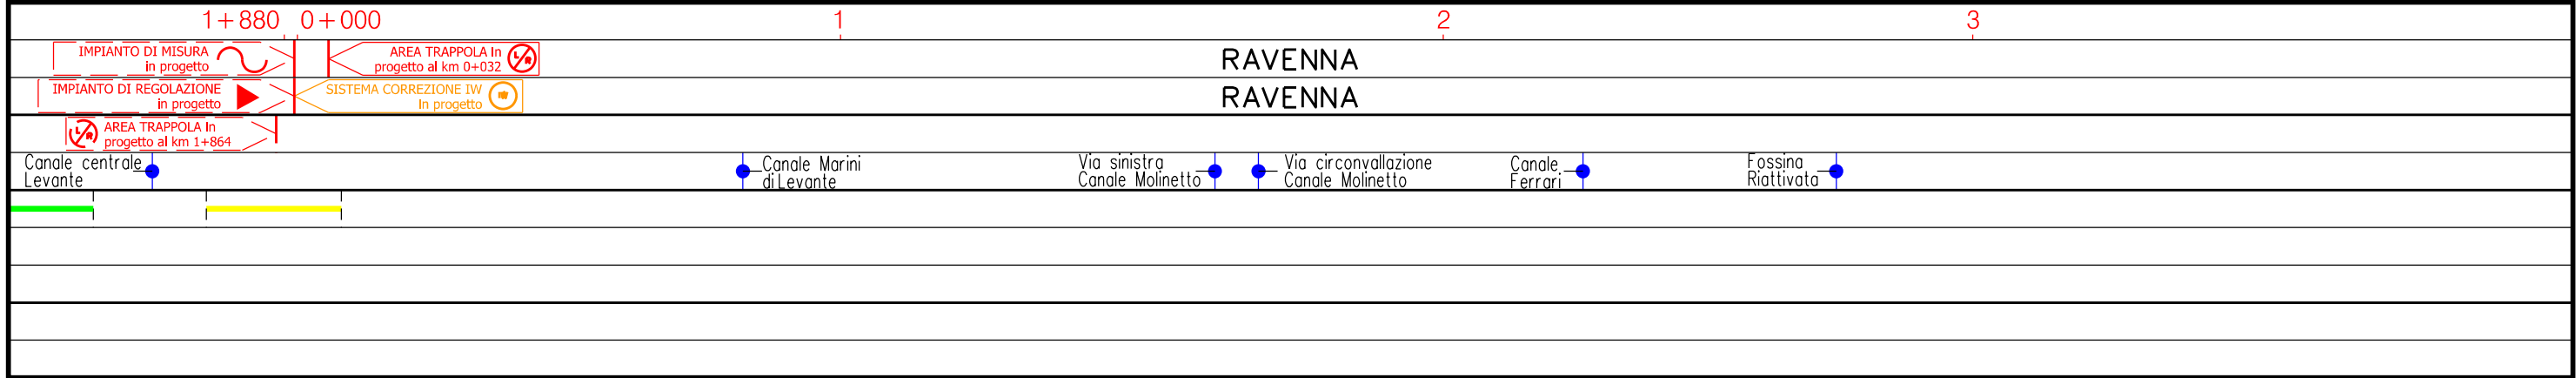 1+880 0+000 1 2 3
IMPIANTO DI MISURA
in progetto
AREA TRAPPOLA In
progetto al km 0+032
L/R
RAVENNA
IMPIANTO DI REGOLAZIONE
in progetto
SISTEMA CORREZIONE IW
In progetto
RAVENNA
L/R
AREA TRAPPOLA In
progetto al km 1+864
Canale centrale
Levante
Canale Marini
di Levante
Via sinistra
Canale Molinetto
Via circonvallazione
Canale Molinetto
Canale
Ferrari
Fossina
Riattivata